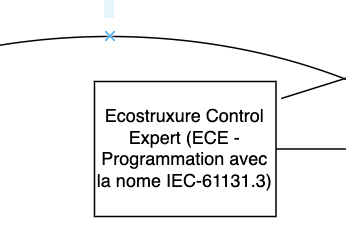 Ecostruxure Control
Expert (ECE -
Programmation avec
la nome IEC-61131.3)